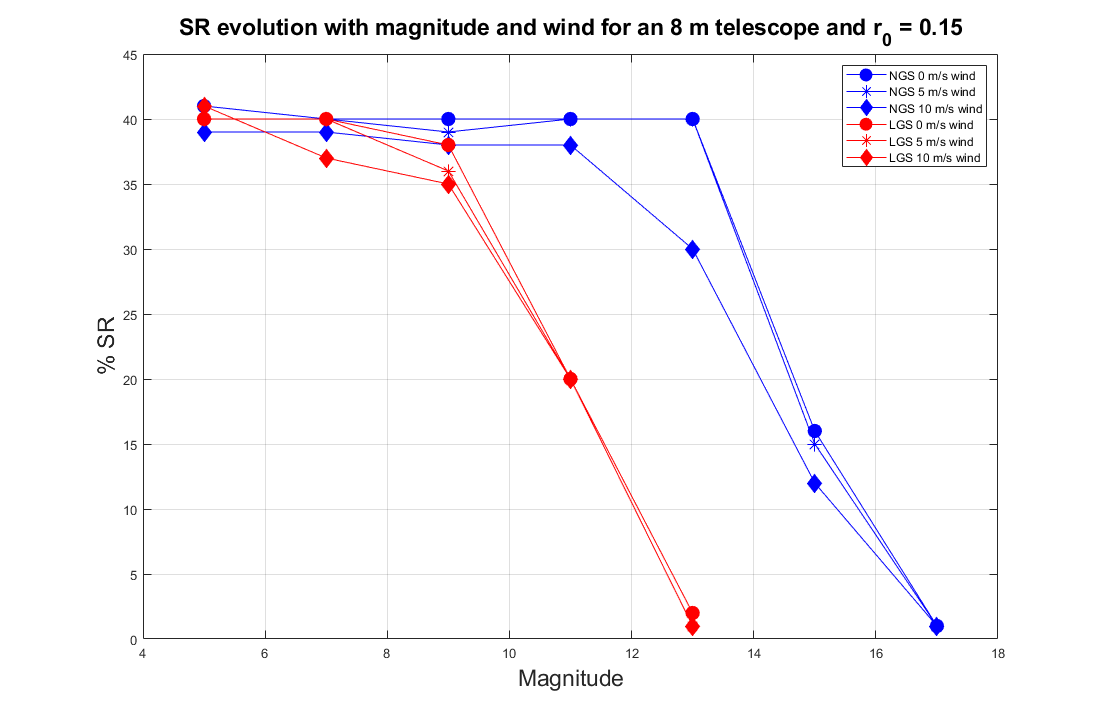 SR evolution with magnitude and wind for an 8 m telescope and r0 = 0.15
NGS 0 m/s wind
NGS 5 m/s wind
NGS 10 m/s wind
LGS 0 m/s wind
LGS 5 m/s wind
LGS 10 m/s wind
45
40
35
30
25
20
15
10
5
0
% SR
4 6 8 10 12 14 16 18
Magnitude